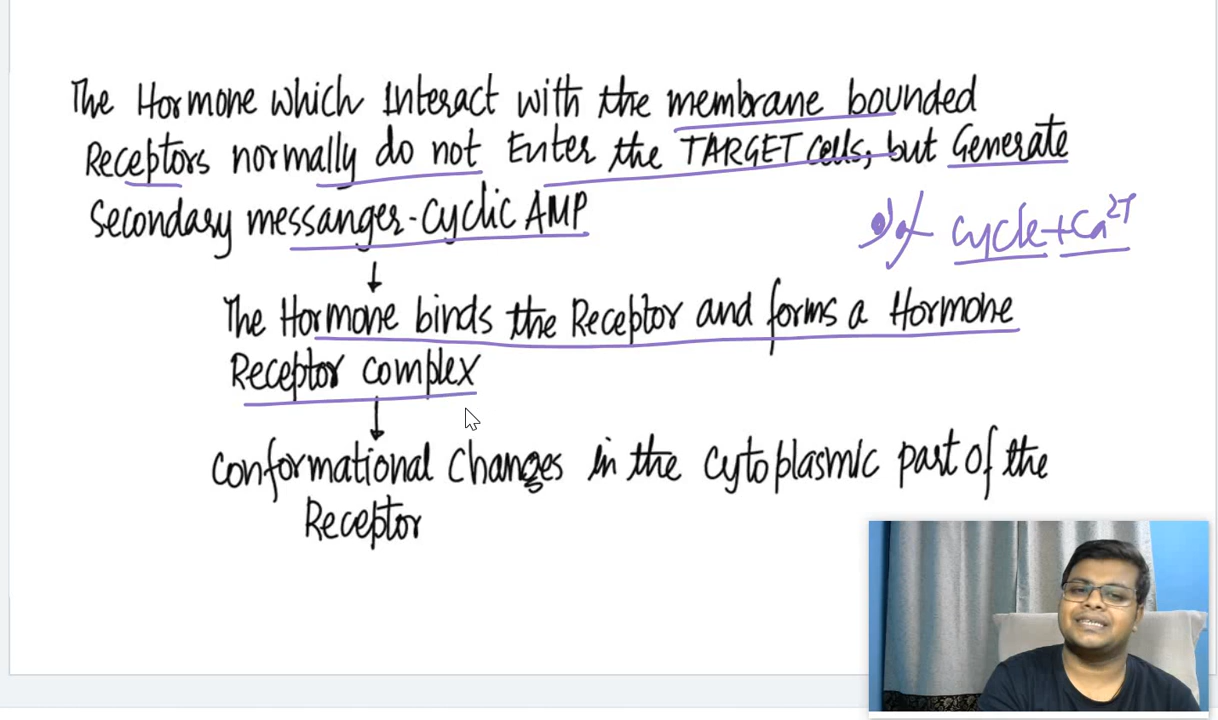 The Hormone which Interact with the membrane bounded
Receptors normally do not Enter the TARGET Cells, but Generate
Secondary messanger - Cyclic AMP
cycle + Ca2+
The Hormone binds the Receptor and forms a Hormone
Receptor complex
Conformational Changes in the Cytoplasmic part of the
Receptor